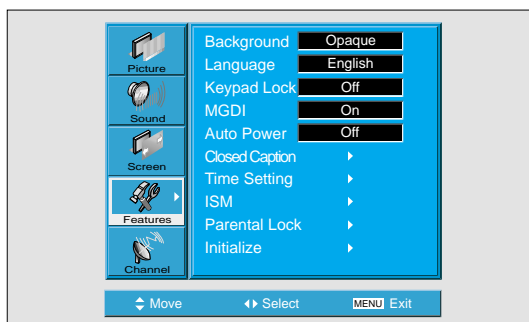 Picture
Sound
Screen
Features
Channel
Background Opaque
Language English
Keypad Lock Off
MGDI On
Auto Power Off
Closed Caption
Time Setting
ISM
Parental Lock
Initialize
Move Select MENU Exit